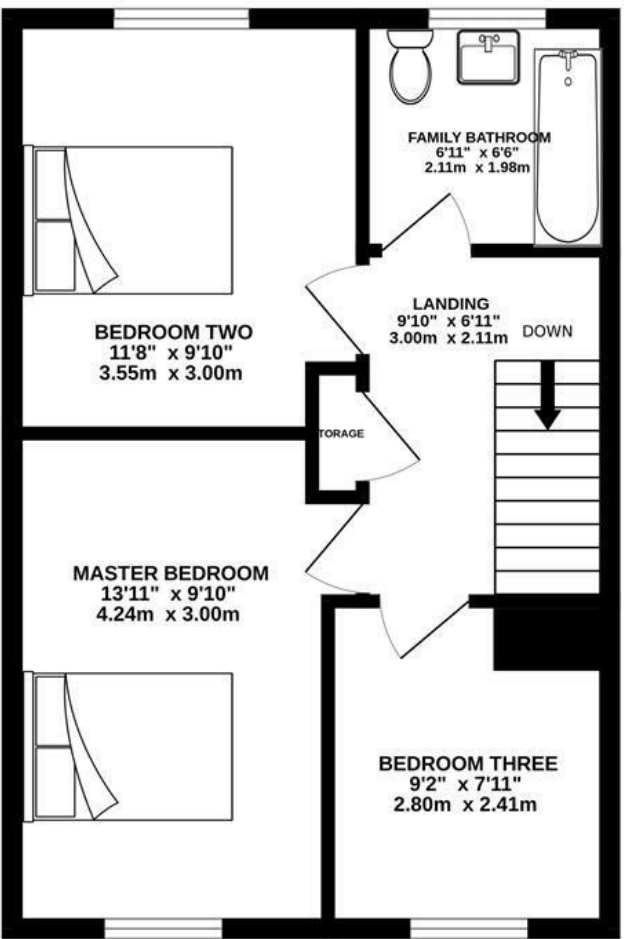 FAMILY BATHROOM
6'11" x 6'6"
2.11m x 1.98m
BEDROOM TWO
11'8" x 9'10"
3.55m x 3.00m
LANDING
9'10" x 6'11"
3.00m x 2.11m
DOWN
TORAGE
MASTER BEDROOM
13'11" x 9'10"
4.24m x 3.00m
BEDROOM THREE
9'2" x 7'11"
2.80m x 2.41m